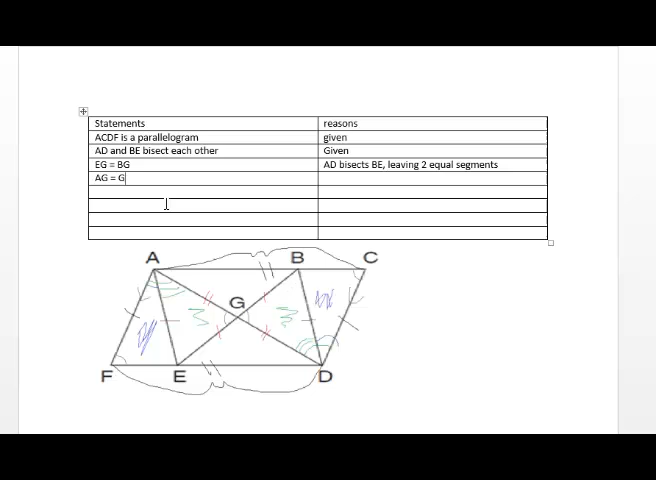 Statements reasons
ACDF is a parallelogram given
AD and BE bisect each other Given
EG = BG AD bisects BE, leaving 2 equal segments
AG = G
A B C
G
F E D